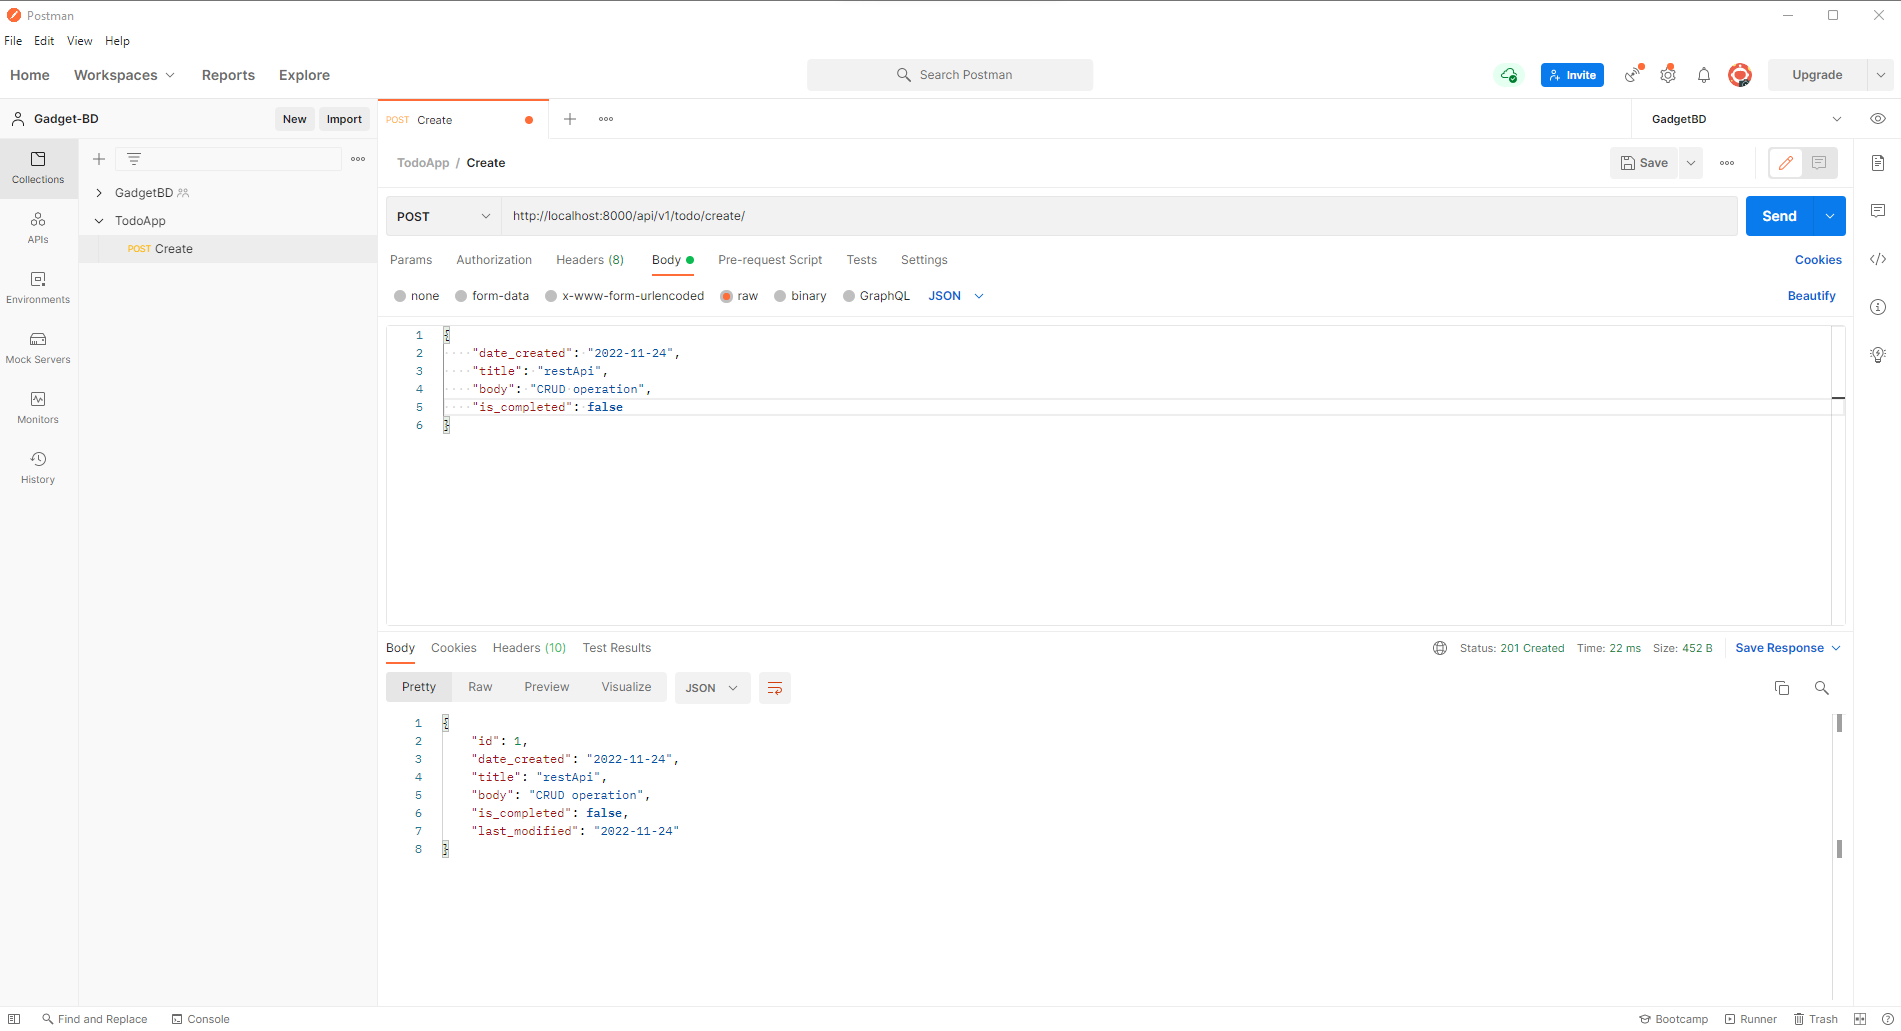 Postman
File Edit View Help
Home Workspaces Reports Explore Search Postman Invite Upgrade
Gadget-BD New Import POST Create GadgetBD
TodoApp / Create Save
Collections
GadgetBD
TodoApp
POST Create
APIs
Environments
Mock Servers
Monitors
History
POST http://localhost:8000/api/v1/todo/create/ Send
Params Authorization Headers (8) Body Pre-request Script Tests Settings Cookies
none form-data x-www-form-urlencoded raw binary GraphQL JSON Beautify
1 {
2 "date_created": "2022-11-24",
3 "title": "restApi",
4 "body": "CRUD operation",
5 "is_completed": false
6 }
Body Cookies Headers (10) Test Results Status: 201 Created Time: 22 ms Size: 452 B Save Response
Pretty Raw Preview Visualize JSON
1 {
2 "id": 1,
3 "date_created": "2022-11-24",
4 "title": "restApi",
5 "body": "CRUD operation",
6 "is_completed": false,
7 "last_modified": "2022-11-24"
8 }
Find and Replace Console Bootcamp Runner Trash